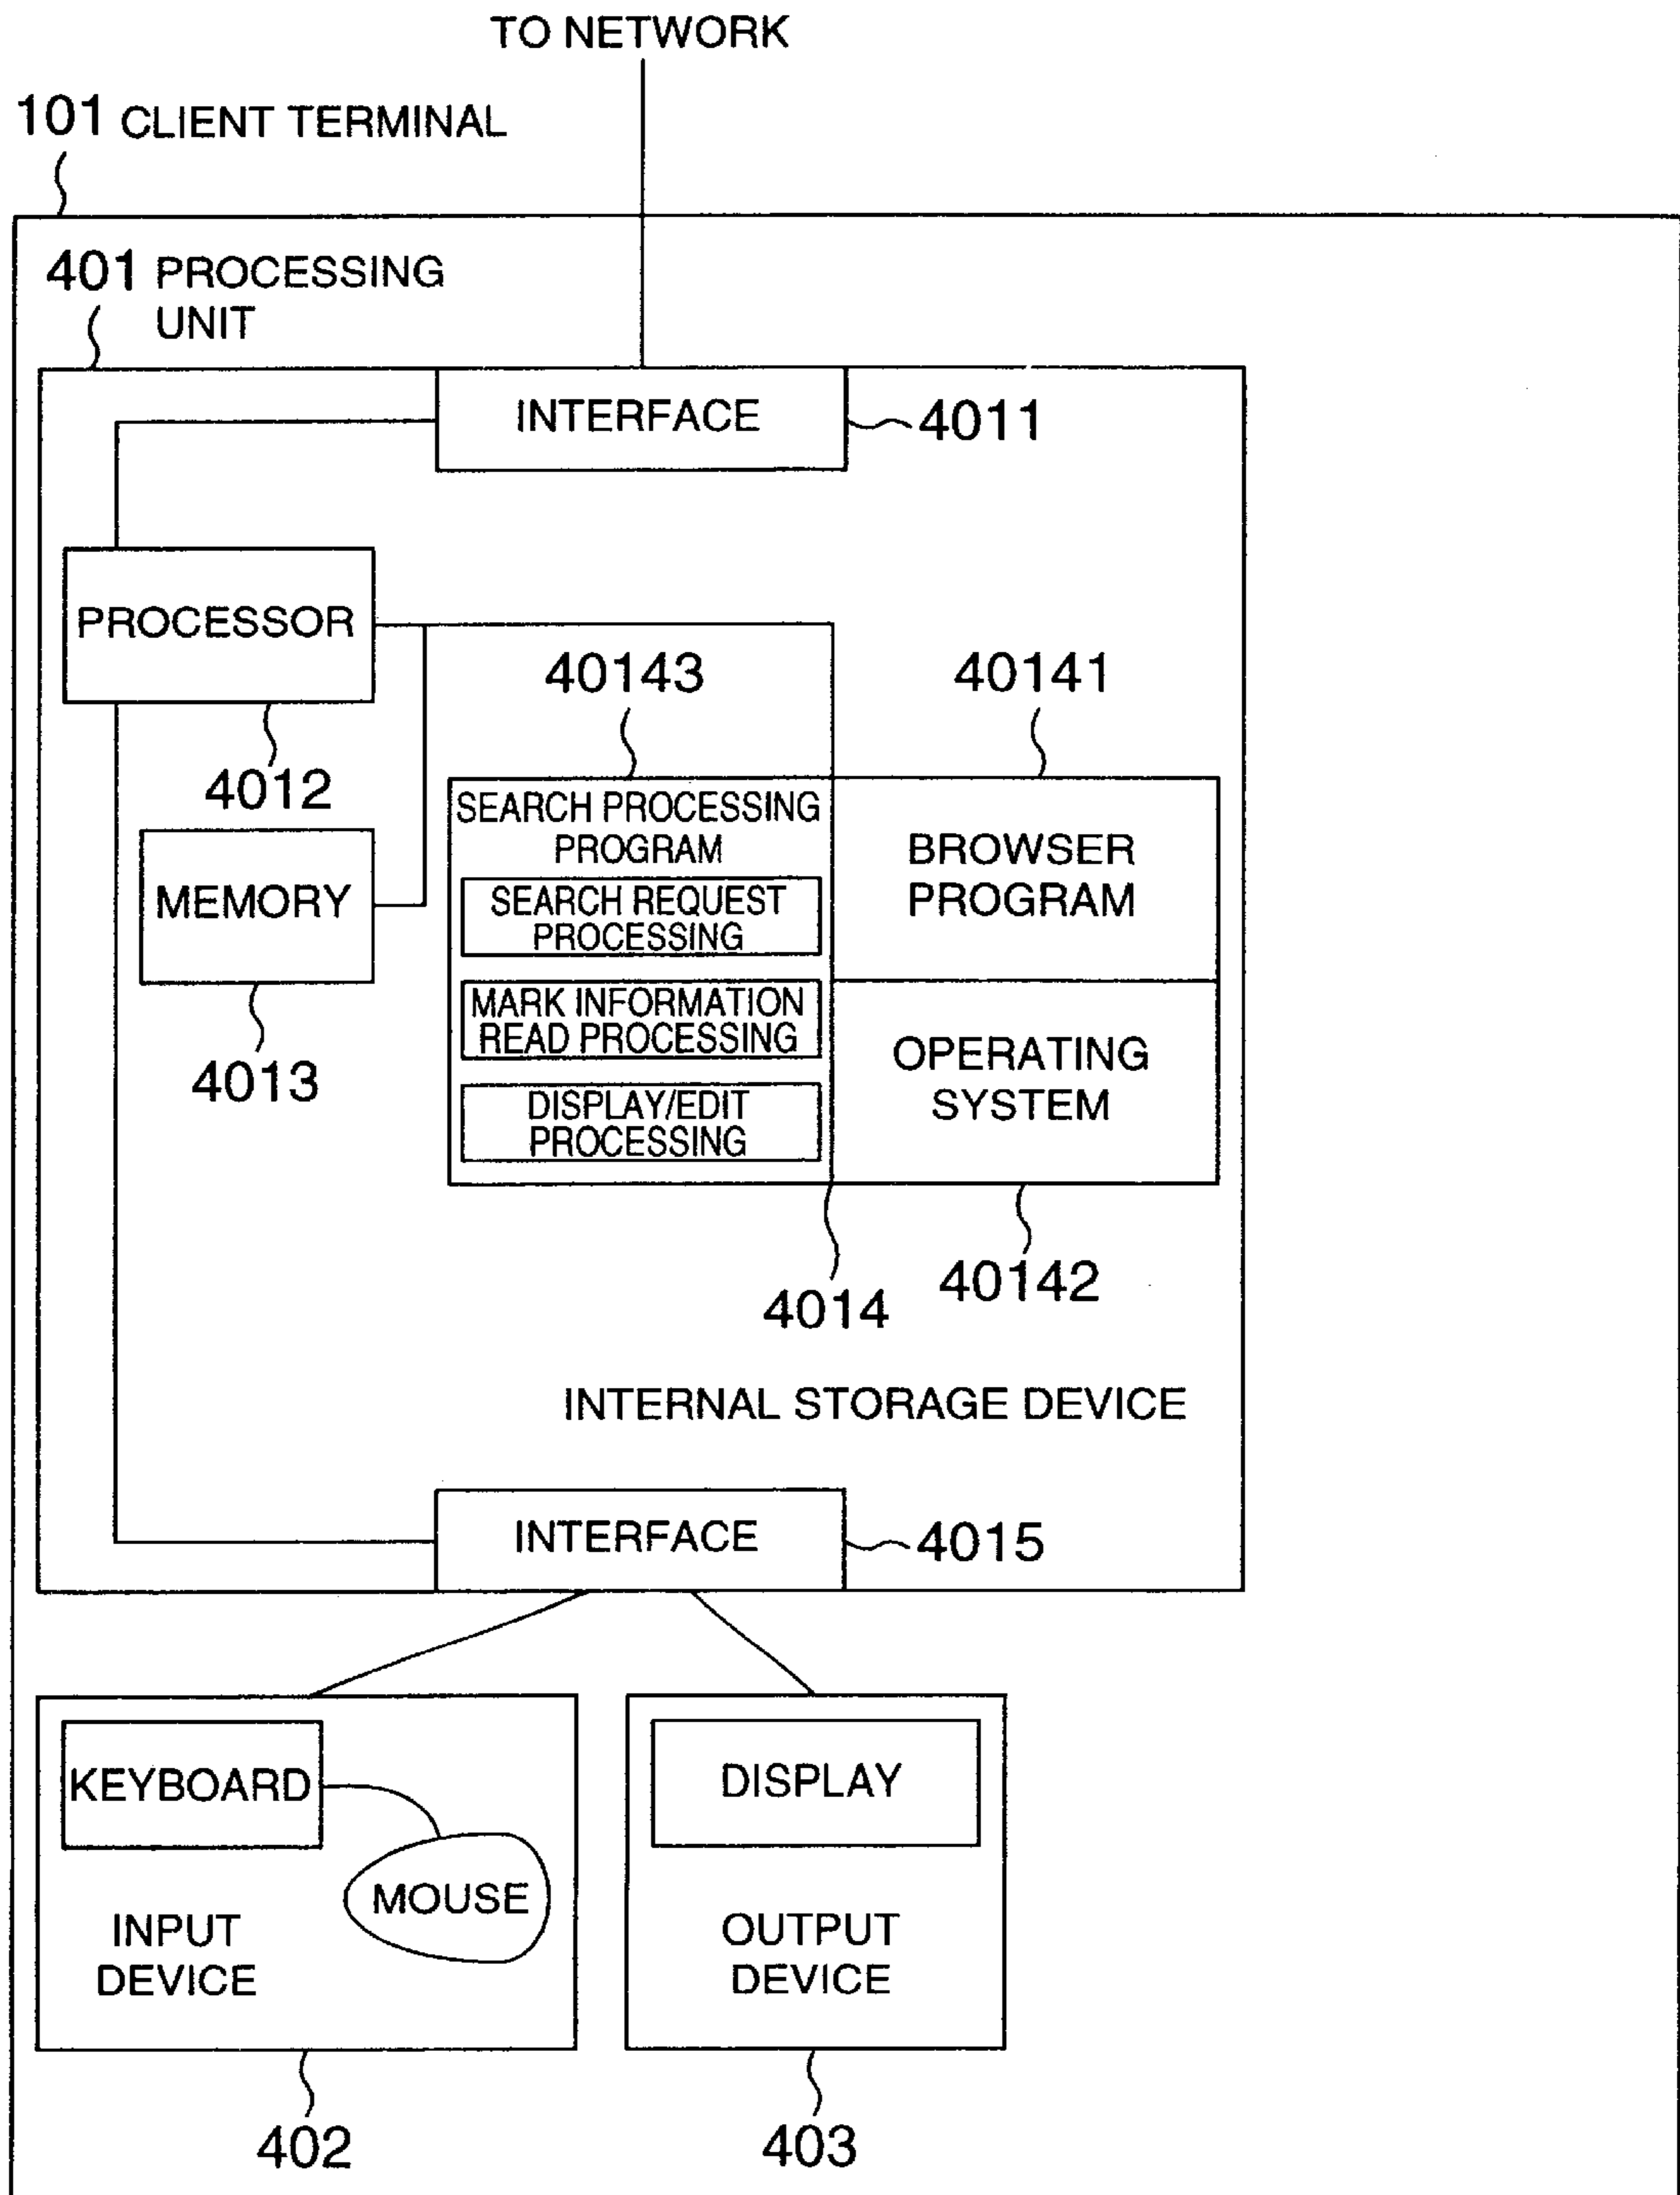 TO NETWORK
101 CLIENT TERMINAL
401 PROCESSING
UNIT
INTERFACE
4011
PROCESSOR
4012
40143
40141
SEARCH PROCESSING
PROGRAM
SEARCH REQUEST
PROCESSING
MARK INFORMATION
READ PROCESSING
DISPLAY/EDIT
PROCESSING
BROWSER
PROGRAM
OPERATING
SYSTEM
MEMORY
4013
4014
40142
INTERNAL STORAGE DEVICE
INTERFACE
4015
KEYBOARD
MOUSE
INPUT
DEVICE
402
DISPLAY
OUTPUT
DEVICE
403